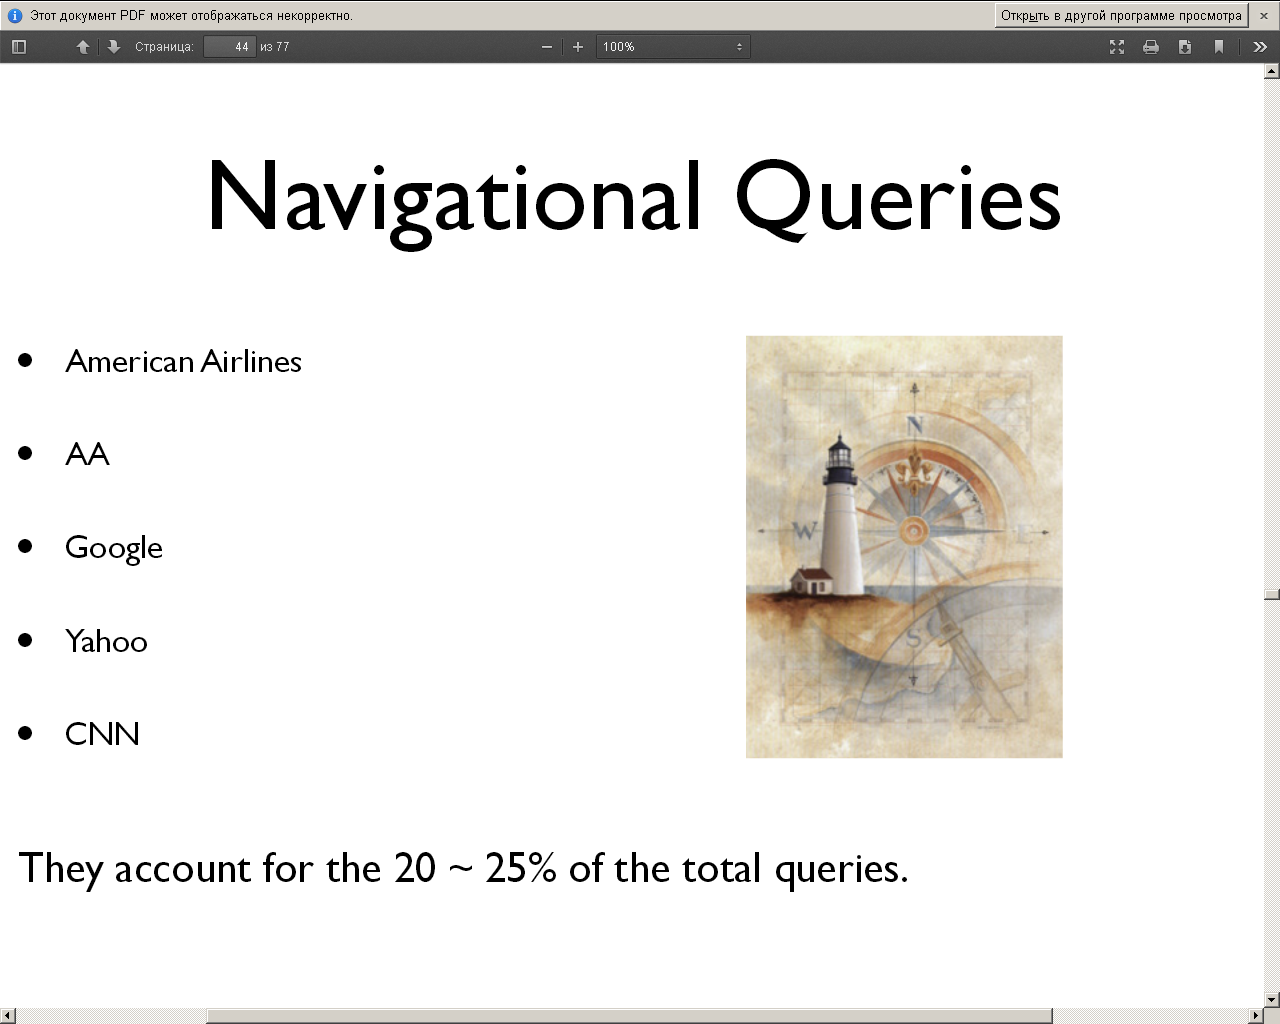 Этот документ PDF может отображаться некорректно.
Открыть в другой программе просмотра
Страница: 44 из 77
100%
Navigational Queries
• American Airlines
• AA
• Google
• Yahoo
• CNN
N
W
E
S
They account for the 20 ~ 25% of the total queries.